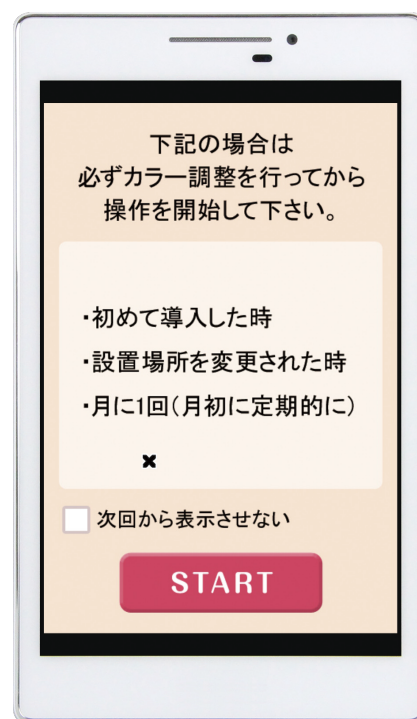 下記の場合は
必ずカラー調整を行ってから
操作を開始して下さい。
・初めて導入した時
・設置場所を変更された時
・月に1回(月初に定期的に)
×
次回から表示させない
START